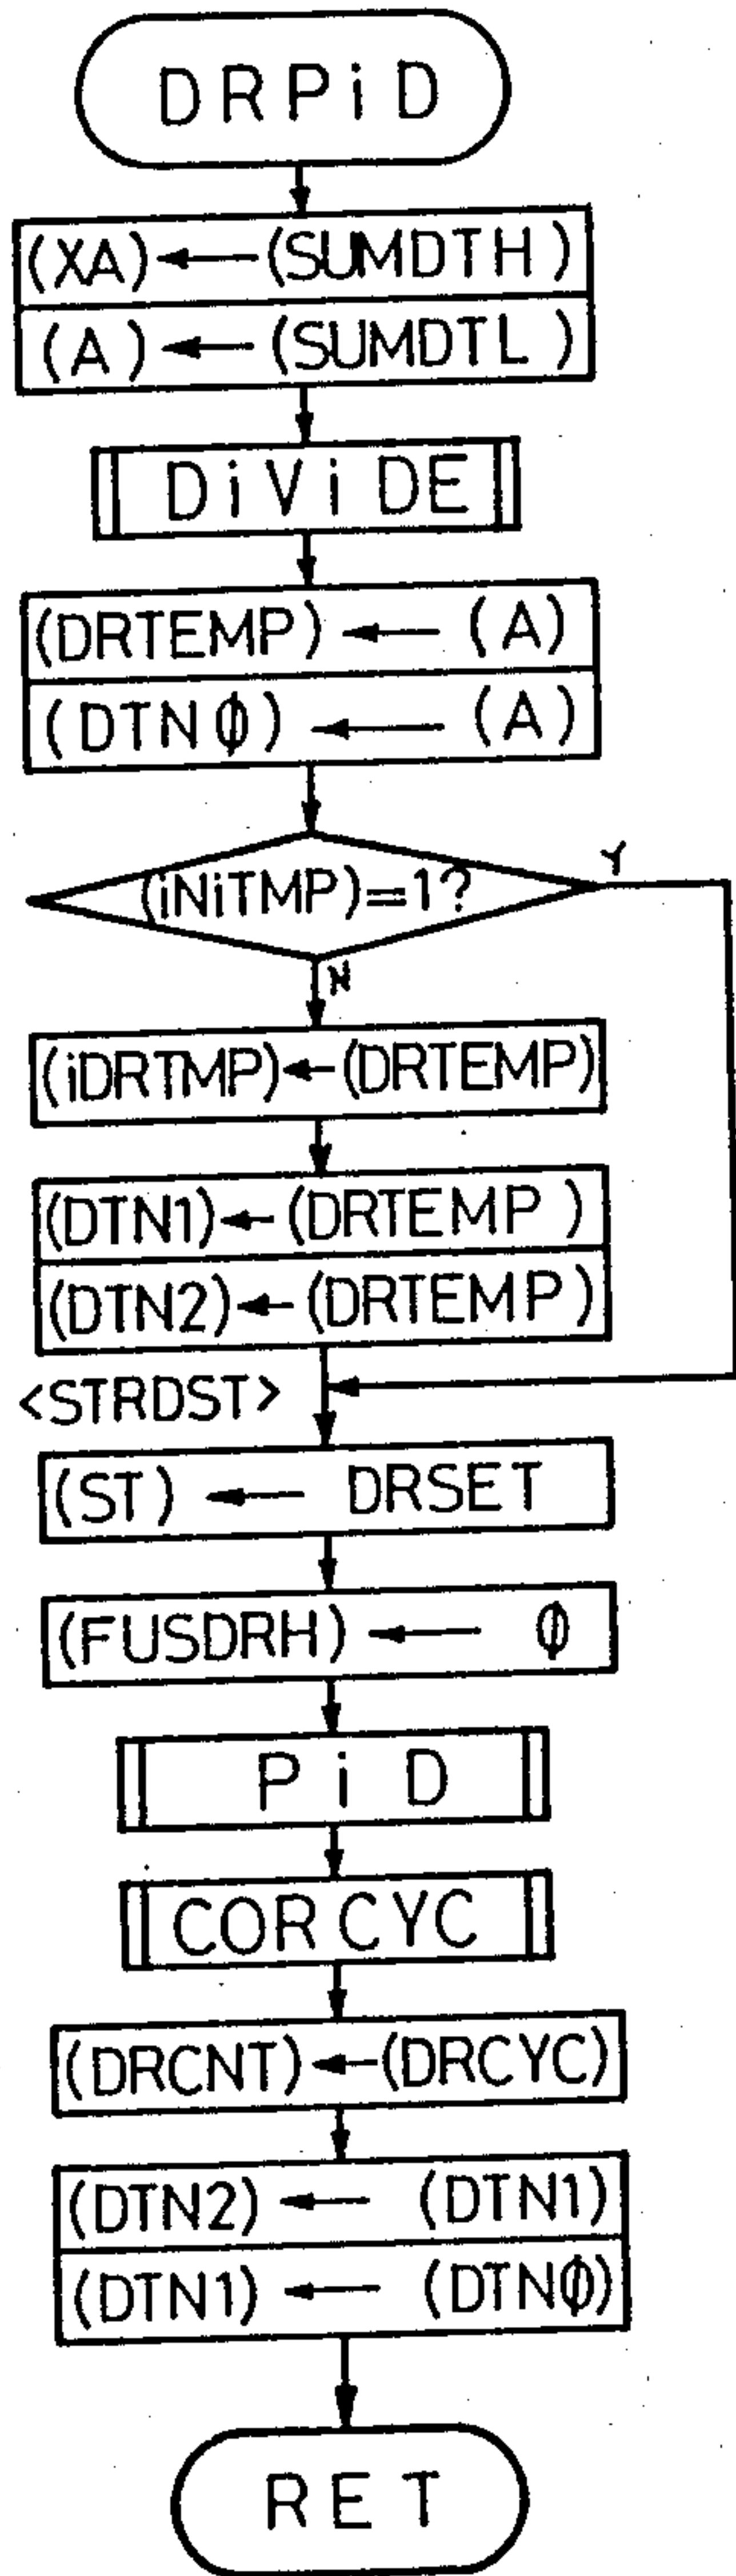 DRPiD
(XA)←(SUMDTH)
(A)←(SUMDTL)
DiViDE
(DRTEMP)←(A)
(DTNϕ)←(A)
(iNiTMP)=1?
Y
N
(iDRTMP)←(DRTEMP)
(DTN1)←(DRTEMP)
(DTN2)←(DRTEMP)
<STRDST>
(ST)←DRSET
(FUSDRH)←ϕ
PiD
CORCYC
(DRCNT)←(DRCYC)
(DTN2)←(DTN1)
(DTN1)←(DTNϕ)
RET